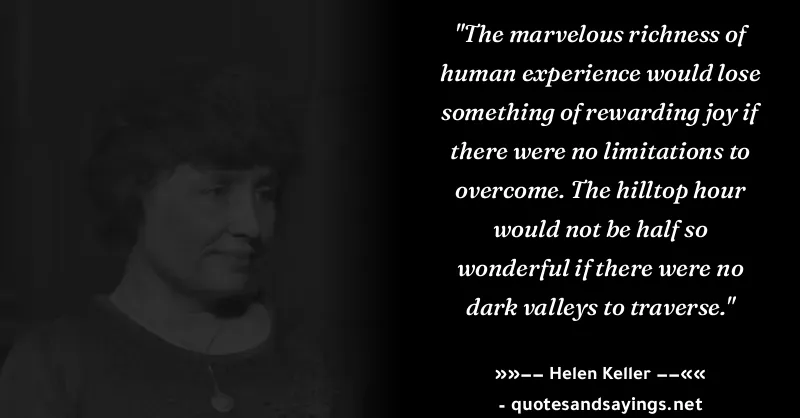 "The marvelous richness of
human experience would lose
something of rewarding joy if
there were no limitations to
overcome. The hilltop hour
would not be half so
wonderful if there were no
dark valleys to traverse."
»»–– Helen Keller ––««
- quotesandsayings.net